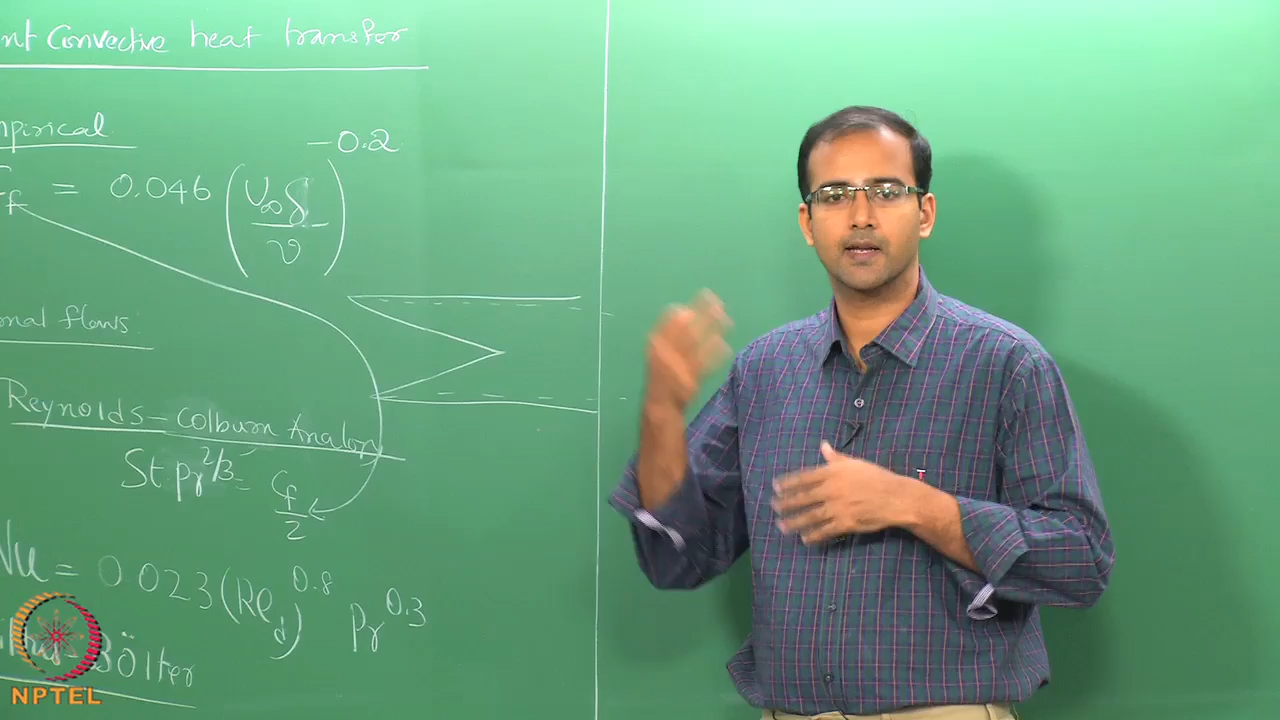 nt Convective heat transfer
mpirical
Cf = 0.046 (U∞δ/ν)^-0.2
onal flows:
Reynolds - Colburn Analogy
St Pr^2/3 = Cf/2
Nu = 0.023 (Re_d)^0.8 Pr^0.3
Bölter
NPTEL